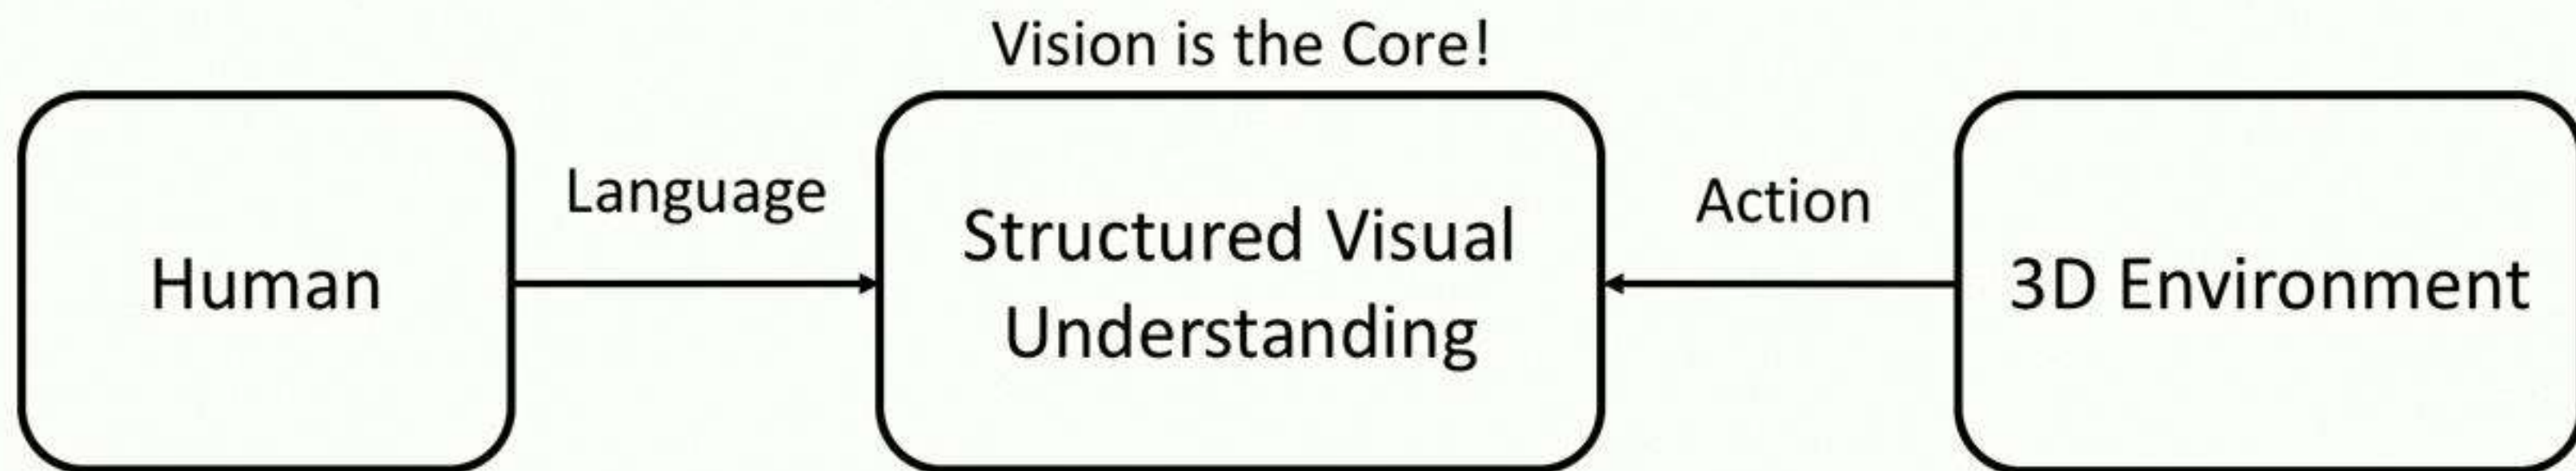 Vision is the Core!
Human
Language
Structured Visual
Understanding
Action
3D Environment